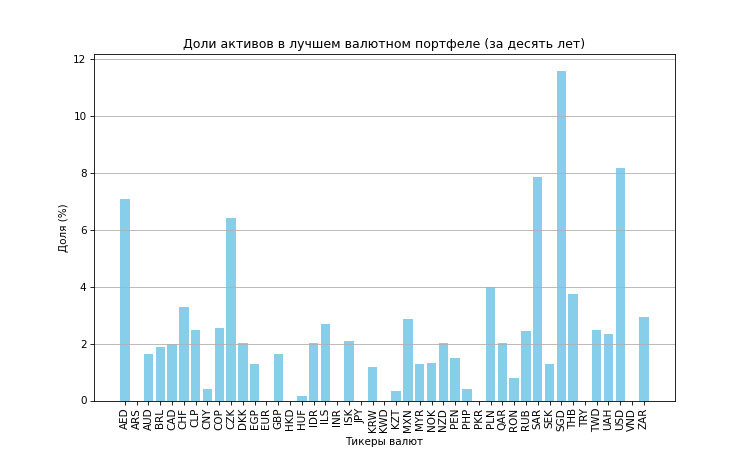 Доли активов в лучшем валютном портфеле (за десять лет)
Доля (%)
12
10
8
6
4
2
0
AED ARS AUD BRL CAD CHF CLP CNY COP CZK DKK EGP EUR GBP HKD HUF IDR ILS INR ISK JPY KRW KWD KZT MXN MYR NOK NZD PEN PHP PKR PLN QAR RON RUB SAR SEK SGD THB TRY TWD UAH USD VND ZAR
Тикеры валют